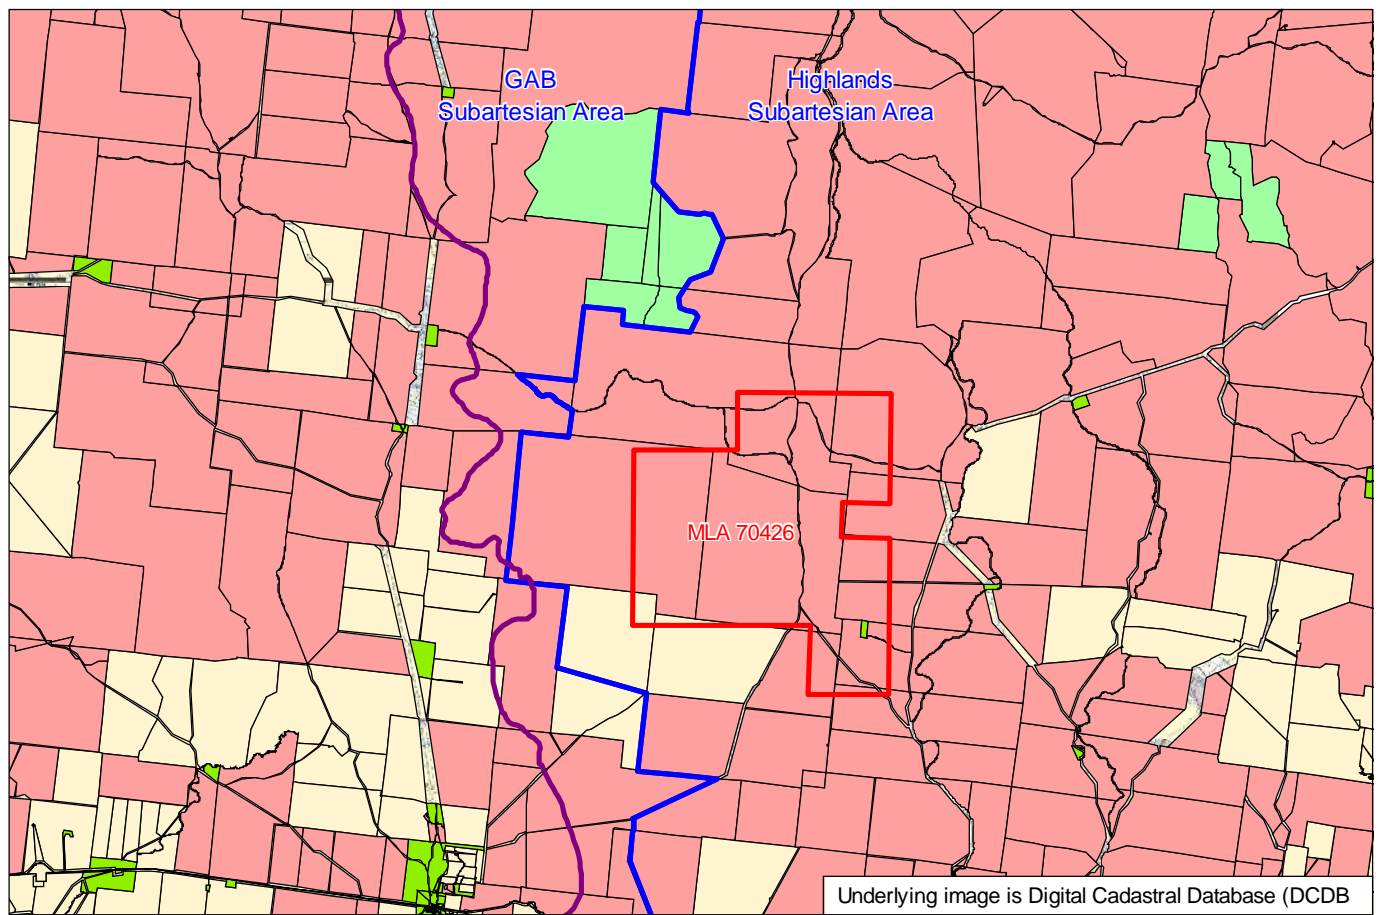 GAB
Subartesian Area
Highlands
Subartesian Area
MLA 70426
Underlying image is Digital Cadastral Database (DCDB